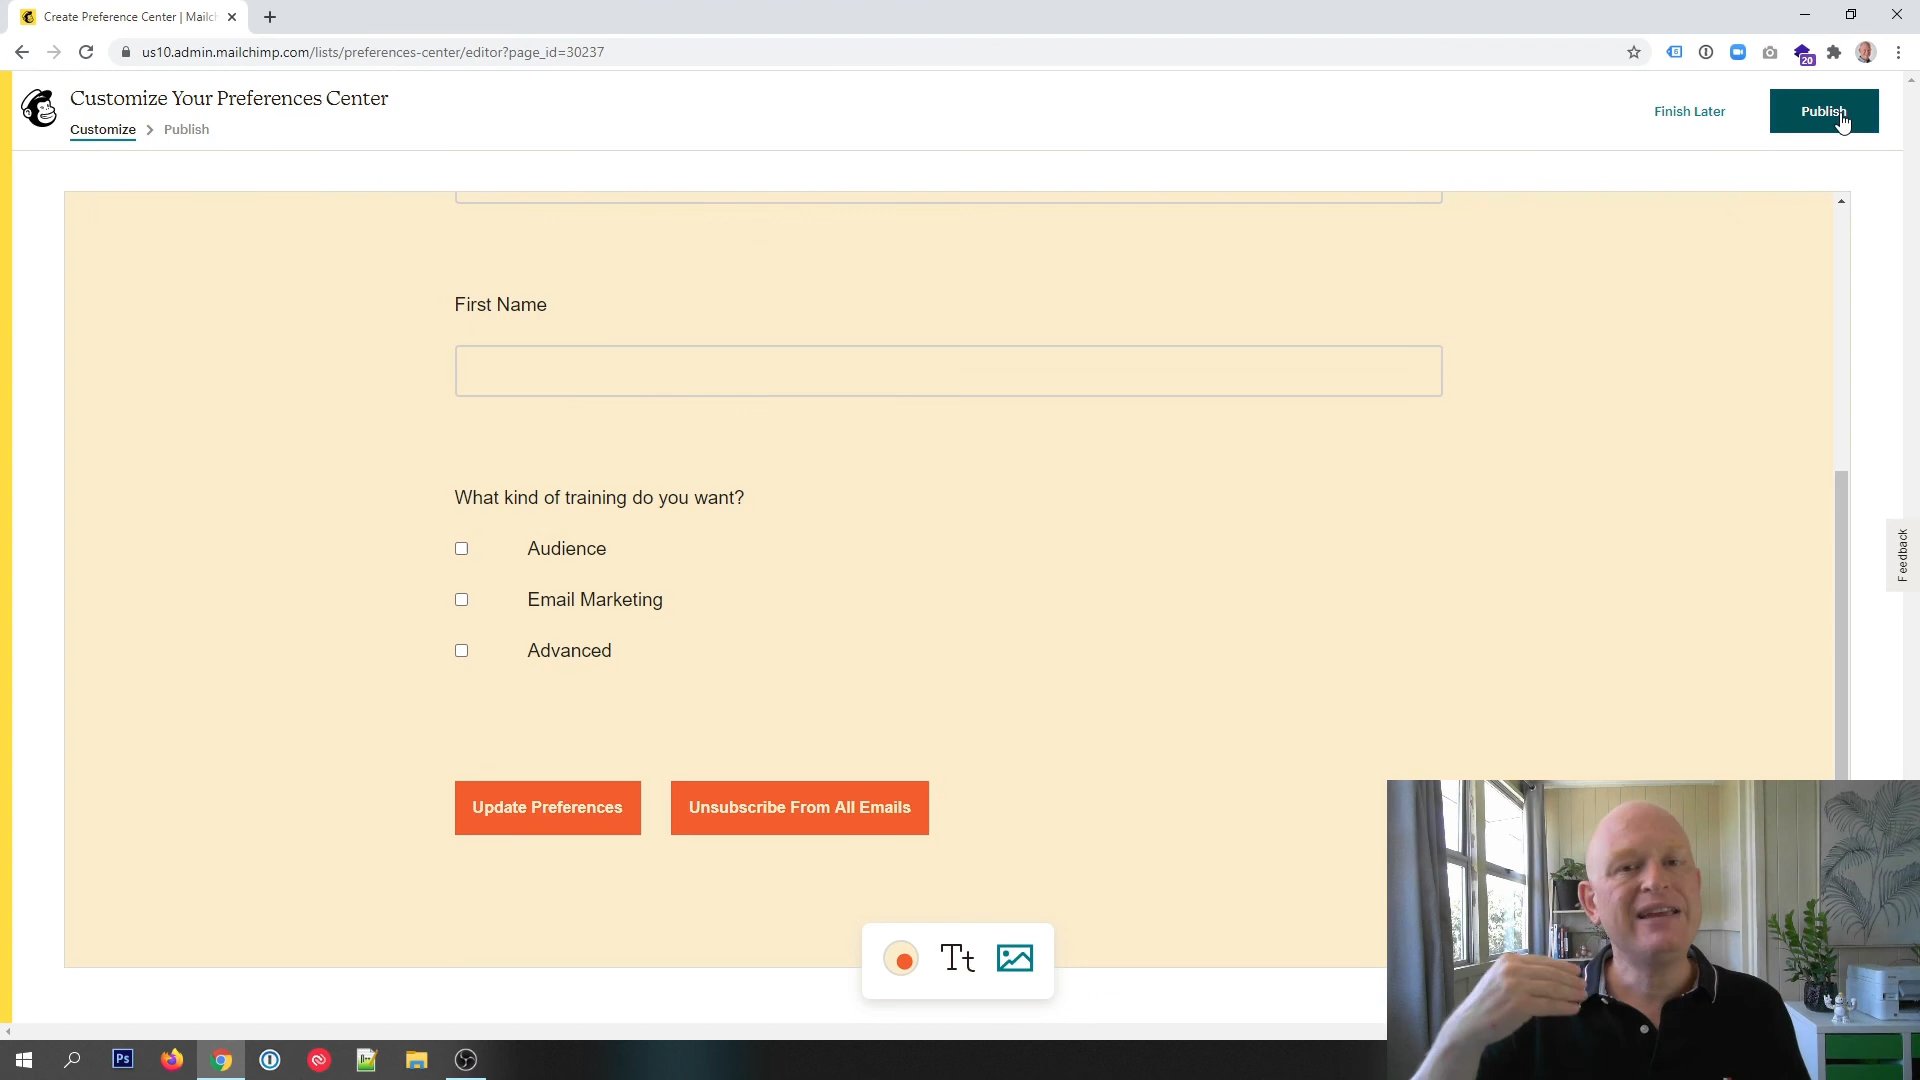 Create Preference Center | Mailc
us10.admin.mailchimp.com/lists/preferences-center/editor?page_id=30237
20
Customize Your Preferences Center
Customize > Publish
Finish Later
Publish
First Name
What kind of training do you want?
Audience
Email Marketing
Advanced
Feedback
Update Preferences
Unsubscribe From All Emails
Tt
Ps